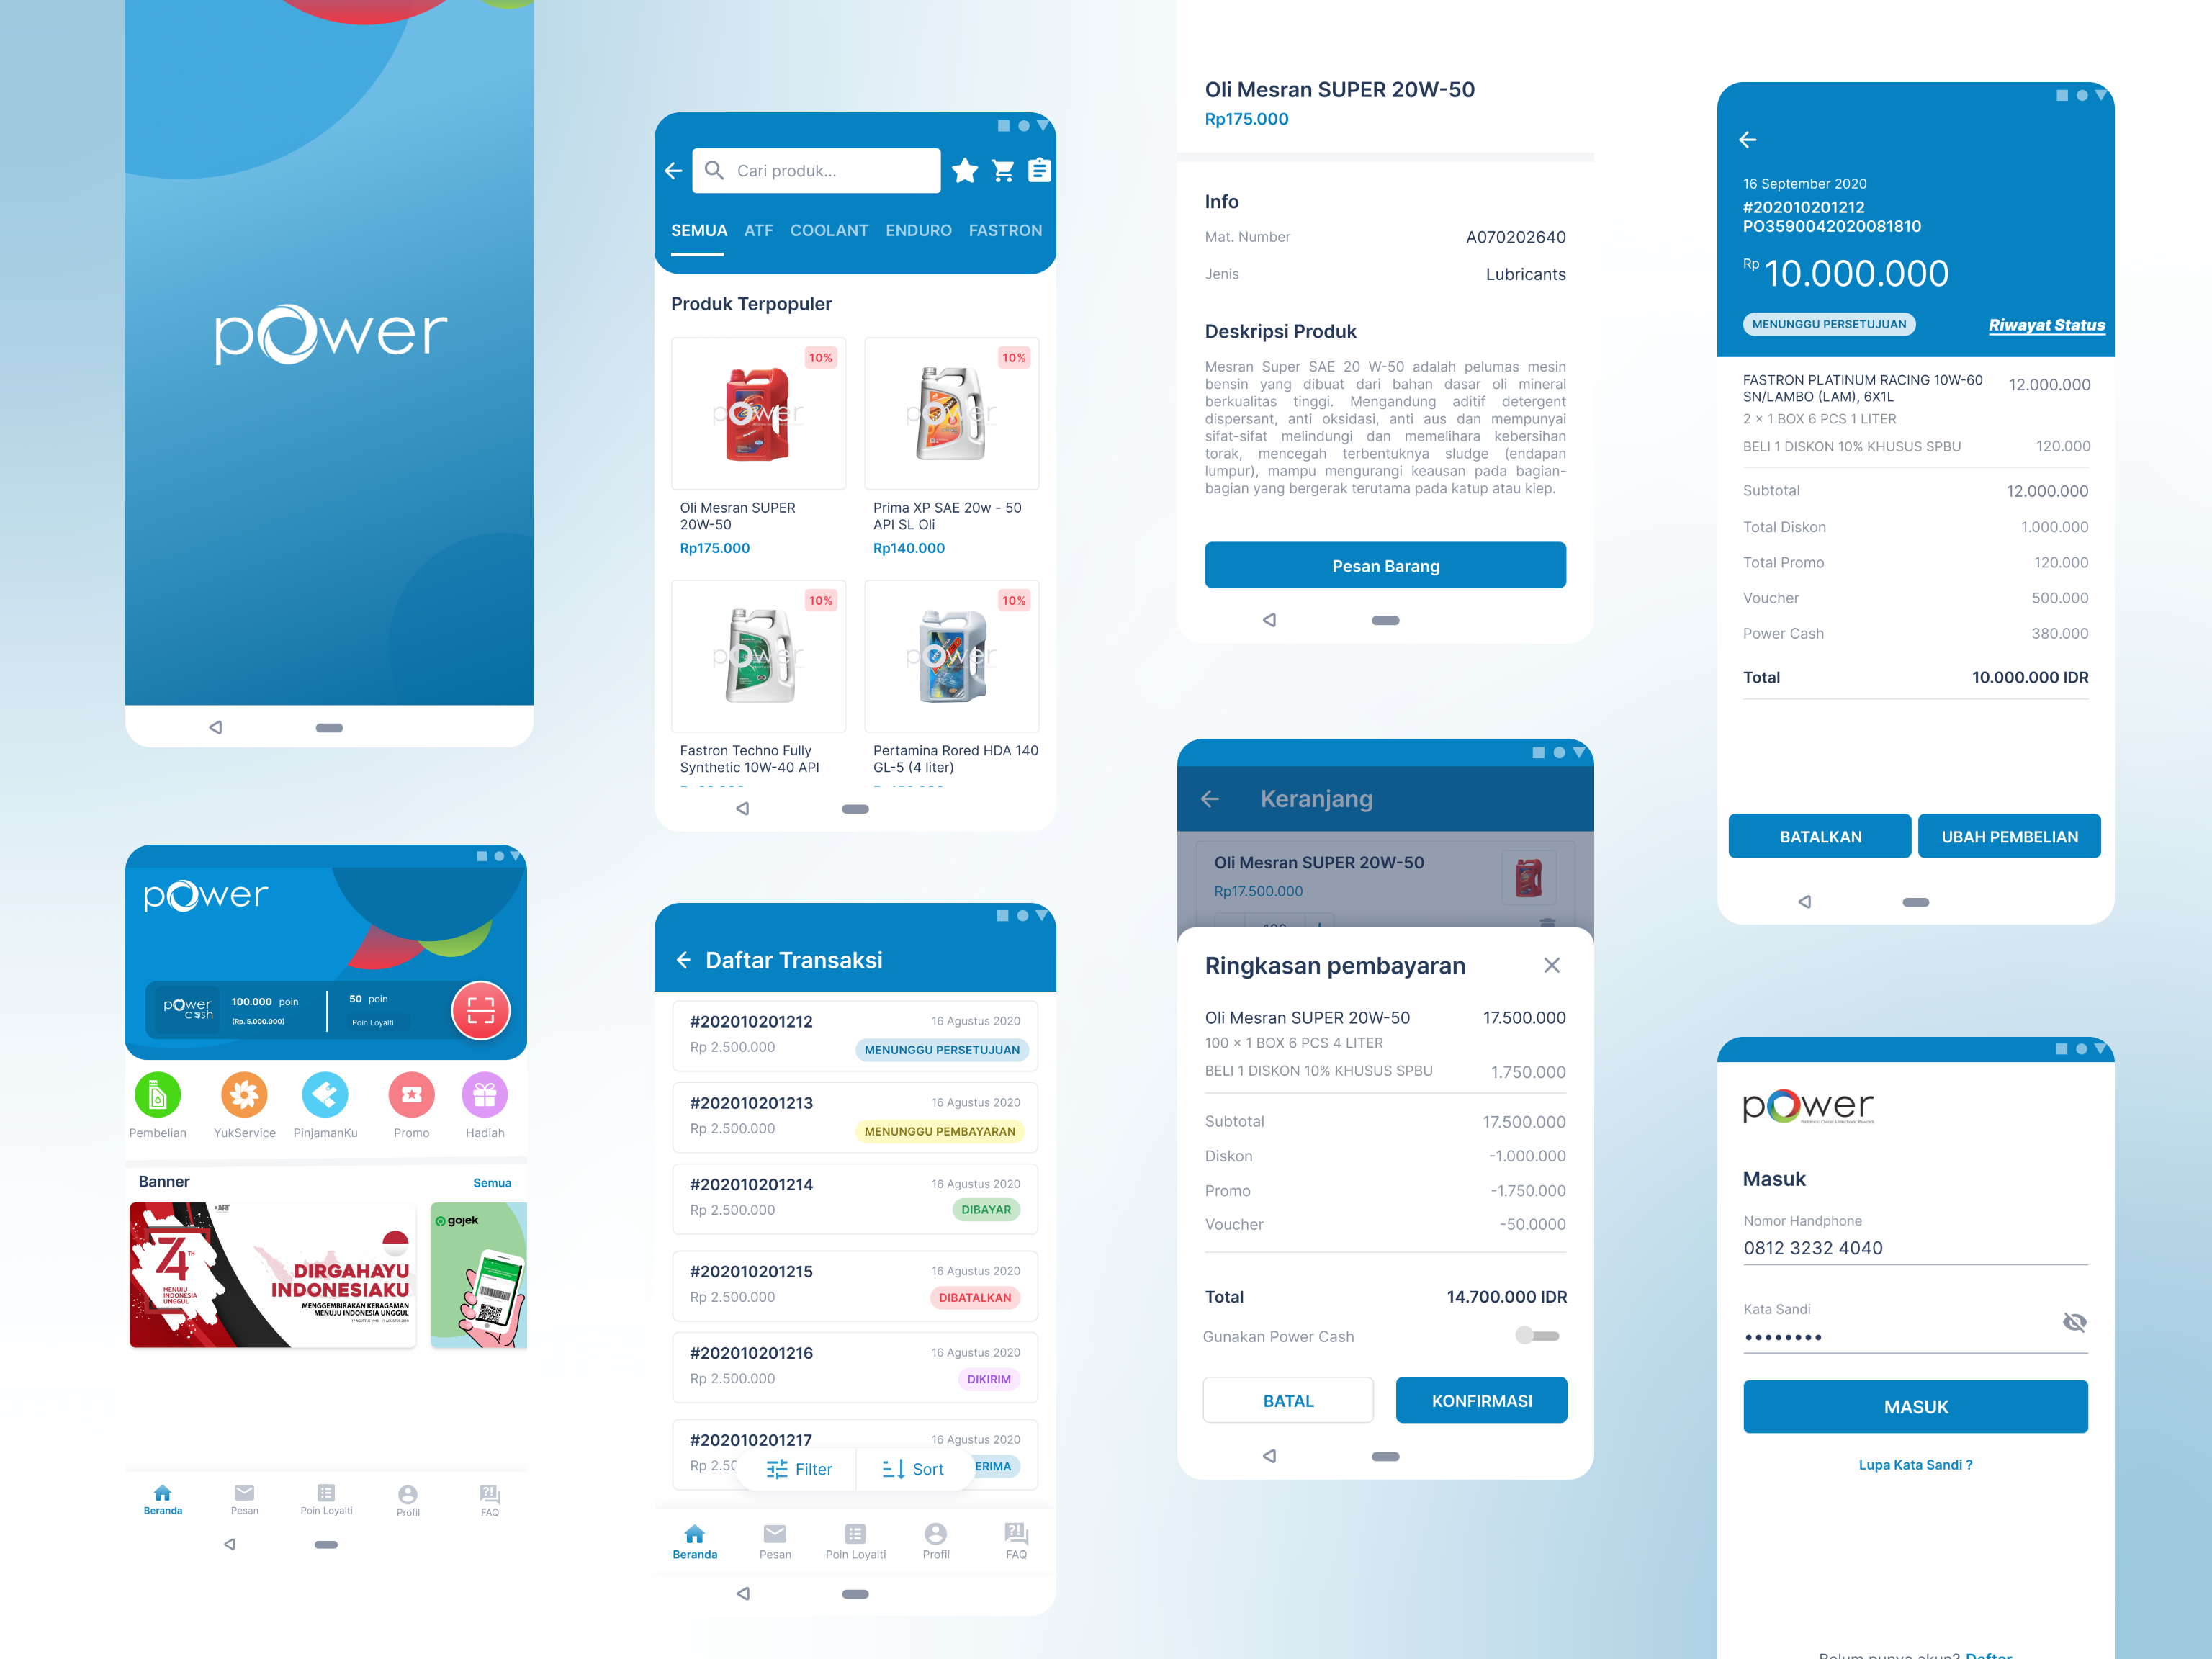 power
power
power
cash
100.000 poin
(Rp. 5.000.000)
50 poin
Poin Loyalti
Pembelian
YukService
PinjamanKu
Promo
Hadiah
Banner
Semua
74TH
MENUJU
INDONESIA
UNGGUL
DIRGAHAYU
INDONESIAKU
MENGGEMBIRAKAN KERAGAMAN
MENUJU INDONESIA UNGGUL
gojek
Beranda
Pesan
Poin Loyalti
Profil
FAQ
Cari produk...
SEMUA
ATF
COOLANT
ENDURO
FASTRON
Produk Terpopuler
10%
power
10%
power
Oli Mesran SUPER
20W-50
Rp175.000
Prima XP SAE 20w - 50
API SL Oli
Rp140.000
10%
power
10%
power
Fastron Techno Fully
Synthetic 10W-40 API
Pertamina Rored HDA 140
GL-5 (4 liter)
Daftar Transaksi
#202010201212
16 Agustus 2020
Rp 2.500.000
MENUNGGU PERSETUJUAN
#202010201213
16 Agustus 2020
Rp 2.500.000
MENUNGGU PEMBAYARAN
#202010201214
16 Agustus 2020
Rp 2.500.000
DIBAYAR
#202010201215
16 Agustus 2020
Rp 2.500.000
DIBATALKAN
#202010201216
16 Agustus 2020
Rp 2.500.000
DIKIRIM
#202010201217
16 Agustus 2020
Rp 2.50
ERIMA
Filter
Sort
Beranda
Pesan
Poin Loyalti
Profil
FAQ
Oli Mesran SUPER 20W-50
Rp175.000
Info
Mat. Number
A070202640
Jenis
Lubricants
Deskripsi Produk
Mesran Super SAE 20 W-50 adalah pelumas mesin
bensin yang dibuat dari bahan dasar oli mineral
berkualitas tinggi. Mengandung aditif detergent
dispersant, anti oksidasi, anti aus dan mempunyai
sifat-sifat melindungi dan memelihara kebersihan
torak, mencegah terbentuknya sludge (endapan
lumpur), mampu mengurangi keausan pada bagian-
bagian yang bergerak terutama pada katup atau klep.
Pesan Barang
Keranjang
Oli Mesran SUPER 20W-50
Rp17.500.000
Ringkasan pembayaran
Oli Mesran SUPER 20W-50
17.500.000
100 × 1 BOX 6 PCS 4 LITER
BELI 1 DISKON 10% KHUSUS SPBU
1.750.000
Subtotal
17.500.000
Diskon
-1.000.000
Promo
-1.750.000
Voucher
-50.0000
Total
14.700.000 IDR
Gunakan Power Cash
BATAL
KONFIRMASI
16 September 2020
#202010201212
PO3590042020081810
Rp 10.000.000
MENUNGGU PERSETUJUAN
Riwayat Status
FASTRON PLATINUM RACING 10W-60
SN/LAMBO (LAM), 6X1L
12.000.000
2 × 1 BOX 6 PCS 1 LITER
BELI 1 DISKON 10% KHUSUS SPBU
120.000
Subtotal
12.000.000
Total Diskon
1.000.000
Total Promo
120.000
Voucher
500.000
Power Cash
380.000
Total
10.000.000 IDR
BATALKAN
UBAH PEMBELIAN
power
Masuk
Nomor Handphone
0812 3232 4040
Kata Sandi
MASUK
Lupa Kata Sandi ?
Belum punya akun? Daftar